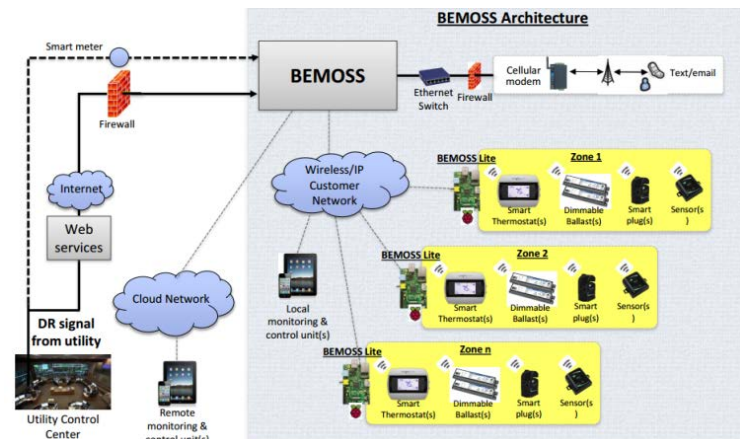 BEMOSS Architecture
Smart meter
BEMOSS
Firewall
Ethernet
Switch
Firewall
Cellular
modem
Text/email
Internet
Web
services
Wireless/IP
Customer
Network
BEMOSS Lite
Zone 1
Smart
Thermostat(s)
Dimmable
Ballast(s)
Smart
plug(s)
Sensor(s
)
BEMOSS Lite
Zone 2
Smart
Thermostat(s)
Dimmable
Ballast(s)
Smart
plug(s)
Sensor(s
)
Cloud Network
Local
monitoring &
control unit(s)
DR signal
from utility
BEMOSS Lite
Zone n
Smart
Thermostat(s)
Dimmable
Ballast(s)
Smart
plug(s)
Sensor(s
)
Utility Control
Center
Remote
monitoring &
control unit(s)